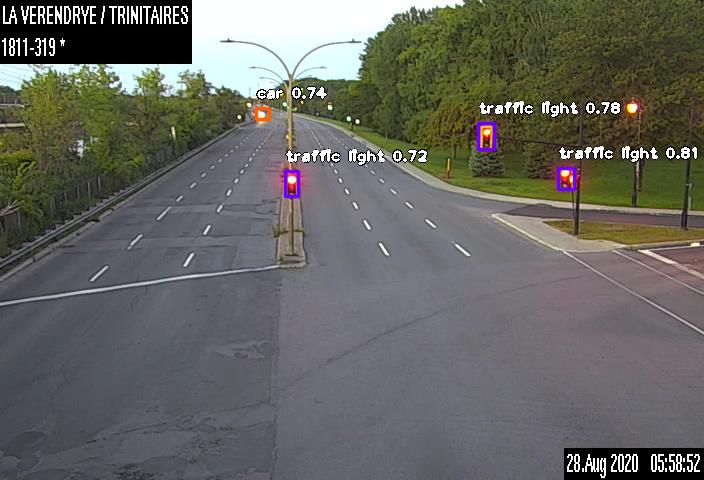 LA VERENDRYE / TRINITAIRES
1811-319 *
car 0.74
traffic light 0.78
traffic light 0.72
traffic light 0.81
28.Aug 2020 05:58:52